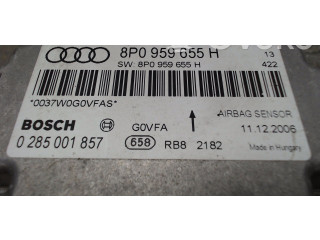 8P0 959 655 H 13
SW: 8P0 959 655 H 422
*0037W0G0VFAS*
BOSCH G0VFA AIRBAG SENSOR
11.12.2006
0 285 001 857 658 RB8 2182 Made in Hungary